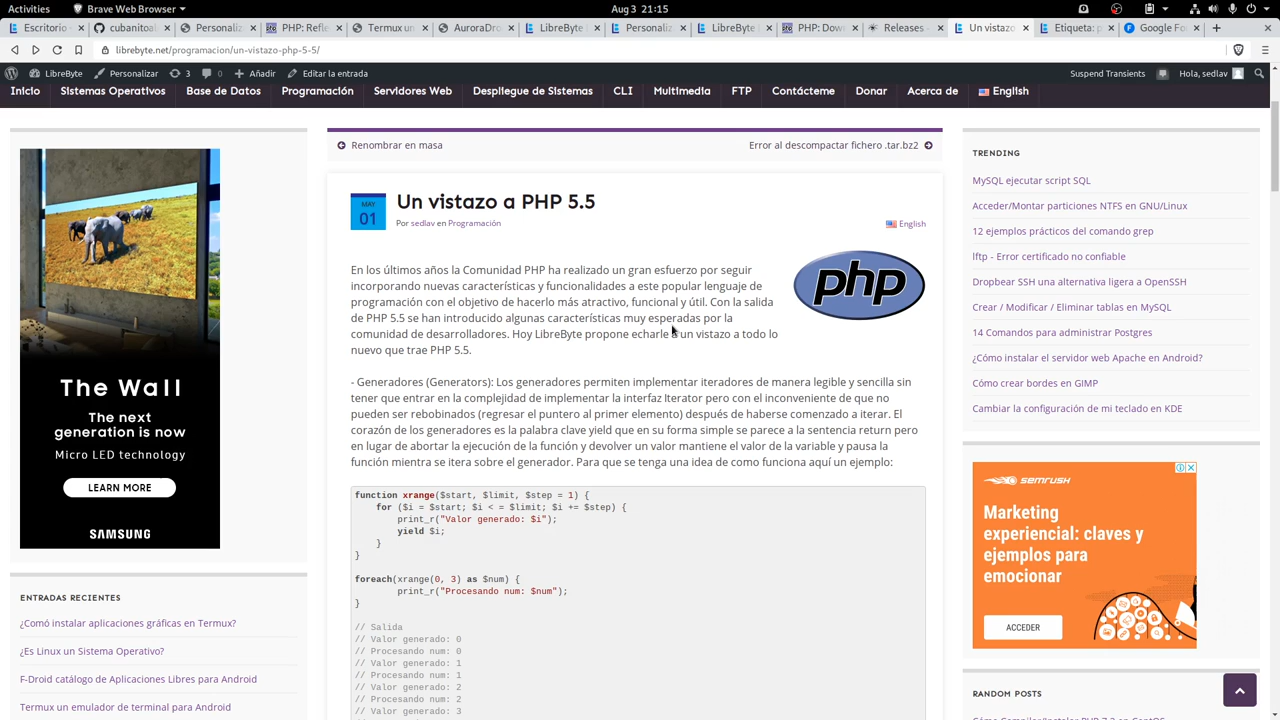 Activities
Brave Web Browser
Aug 3 21:15
Escritorio
cubanitoal
Personaliz
PHP: Refle
Termux un
AuroraDro
LibreByte
Personaliz
LibreByte
PHP: Down
Releases -
Un vistazo
Etiqueta: p
Google Fo
librebyte.net/programacion/un-vistazo-php-5-5/
LibreByte
Personalizar
3
0
Añadir
Editar la entrada
Suspend Transients
Hola, sedlav
Inicio
Sistemas Operativos
Base de Datos
Programación
Servidores Web
Despliegue de Sistemas
CLI
Multimedia
FTP
Contácteme
Donar
Acerca de
English
The Wall
The next
generation is now
Micro LED technology
LEARN MORE
SAMSUNG
ENTRADAS RECIENTES
¿Comó instalar aplicaciones gráficas en Termux?
¿Es Linux un Sistema Operativo?
F-Droid catálogo de Aplicaciones Libres para Android
Termux un emulador de terminal para Android
Renombrar en masa
Error al descompactar fichero .tar.bz2
MAY
01
Un vistazo a PHP 5.5
Por sedlav en Programación
English
php
En los últimos años la Comunidad PHP ha realizado un gran esfuerzo por seguir
incorporando nuevas características y funcionalidades a este popular lenguaje de
programación con el objetivo de hacerlo más atractivo, funcional y útil. Con la salida
de PHP 5.5 se han introducido algunas características muy esperadas por la
comunidad de desarrolladores. Hoy LibreByte propone echarle a un vistazo a todo lo
nuevo que trae PHP 5.5.
- Generadores (Generators): Los generadores permiten implementar iteradores de manera legible y sencilla sin
tener que entrar en la complejidad de implementar la interfaz Iterator pero con el inconveniente de que no
pueden ser rebobinados (regresar el puntero al primer elemento) después de haberse comenzado a iterar. El
corazón de los generadores es la palabra clave yield que en su forma simple se parece a la sentencia return pero
en lugar de abortar la ejecución de la función y devolver un valor mantiene el valor de la variable y pausa la
función mientra se itera sobre el generador. Para que se tenga una idea de como funciona aquí un ejemplo:
function xrange($start, $limit, $step = 1) {
for ($i = $start; $i < = $limit; $i += $step) {
print_r("Valor generado: $i");
yield $i;
}
}
foreach(xrange(0, 3) as $num) {
print_r("Procesando num: $num");
}
// Salida
// Valor generado: 0
// Procesando num: 0
// Valor generado: 1
// Procesando num: 1
// Valor generado: 2
// Procesando num: 2
// Valor generado: 3
TRENDING
MySQL ejecutar script SQL
Acceder/Montar particiones NTFS en GNU/Linux
12 ejemplos prácticos del comando grep
lftp - Error certificado no confiable
Dropbear SSH una alternativa ligera a OpenSSH
Crear / Modificar / Eliminar tablas en MySQL
14 Comandos para administrar Postgres
¿Cómo instalar el servidor web Apache en Android?
Cómo crear bordes en GIMP
Cambiar la configuración de mi teclado en KDE
SEMRUSH
Marketing
experiencial: claves y
ejemplos para
emocionar
ACCEDER
RANDOM POSTS
Cómo Compilar/Instalar PHP 7.2 en CentOS